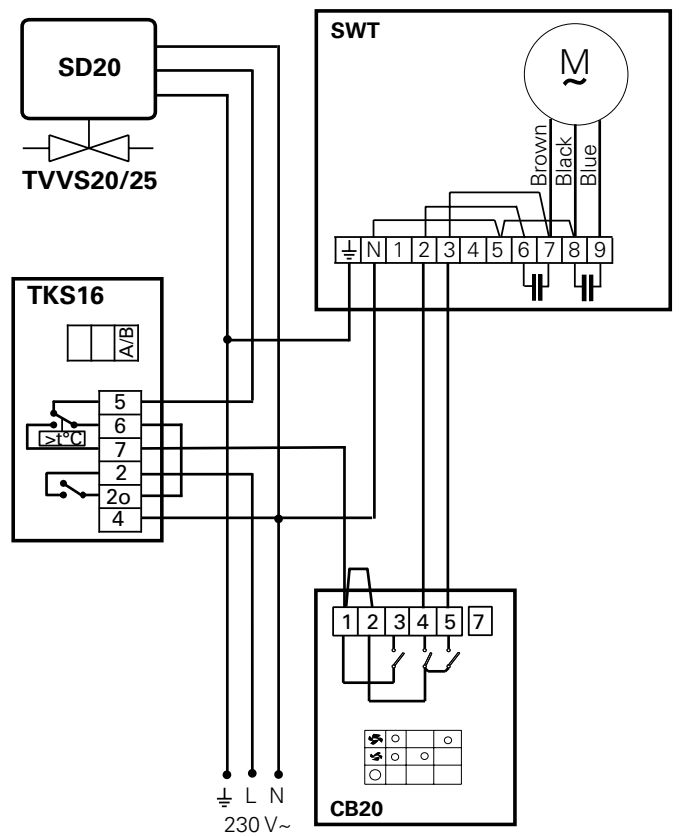 SD20
TVVS20/25
SWT
M
~
Brown
Black
Blue
N 1 2 3 4 5 6 7 8 9
TKS16
A/B
5
6
>t°C
7
2
2o
4
1 2 3 4 5 7
CB20
L N
230 V~